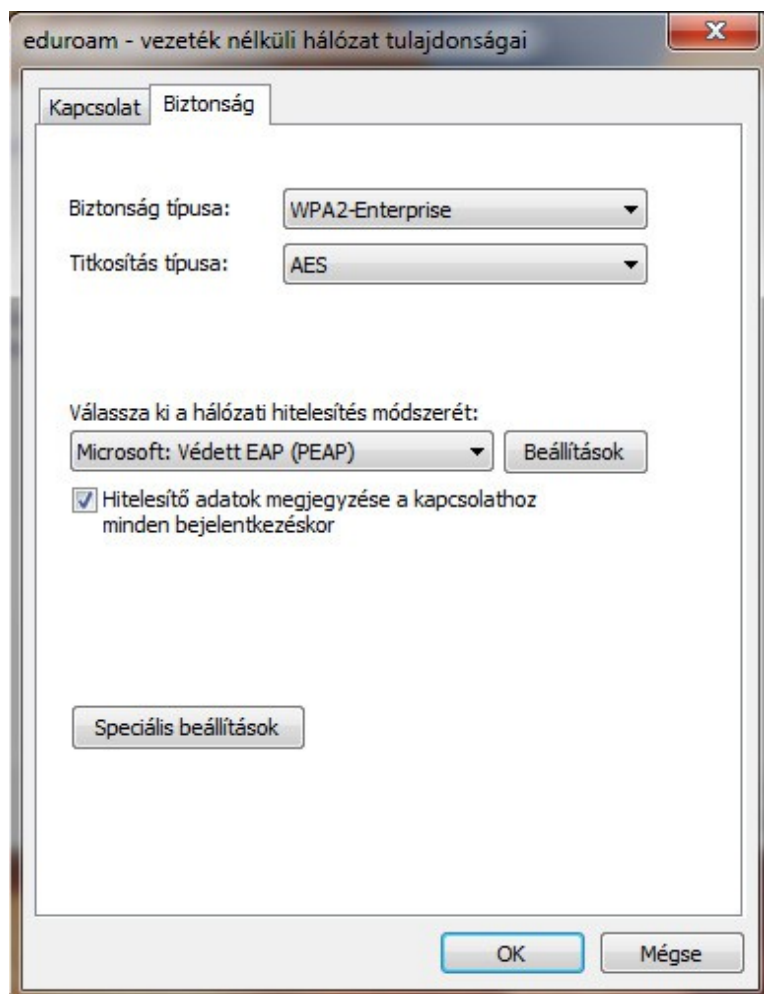 eduroam - vezeték nélküli hálózat tulajdonságai
Kapcsolat Biztonság
Biztonság típusa: WPA2-Enterprise
Titkosítás típusa: AES
Válassza ki a hálózati hitelesítés módszerét:
Microsoft: Védett EAP (PEAP) Beállítások
Hitelesítő adatok megjegyzése a kapcsolathoz
minden bejelentkezéskor
Speciális beállítások
OK Mégse